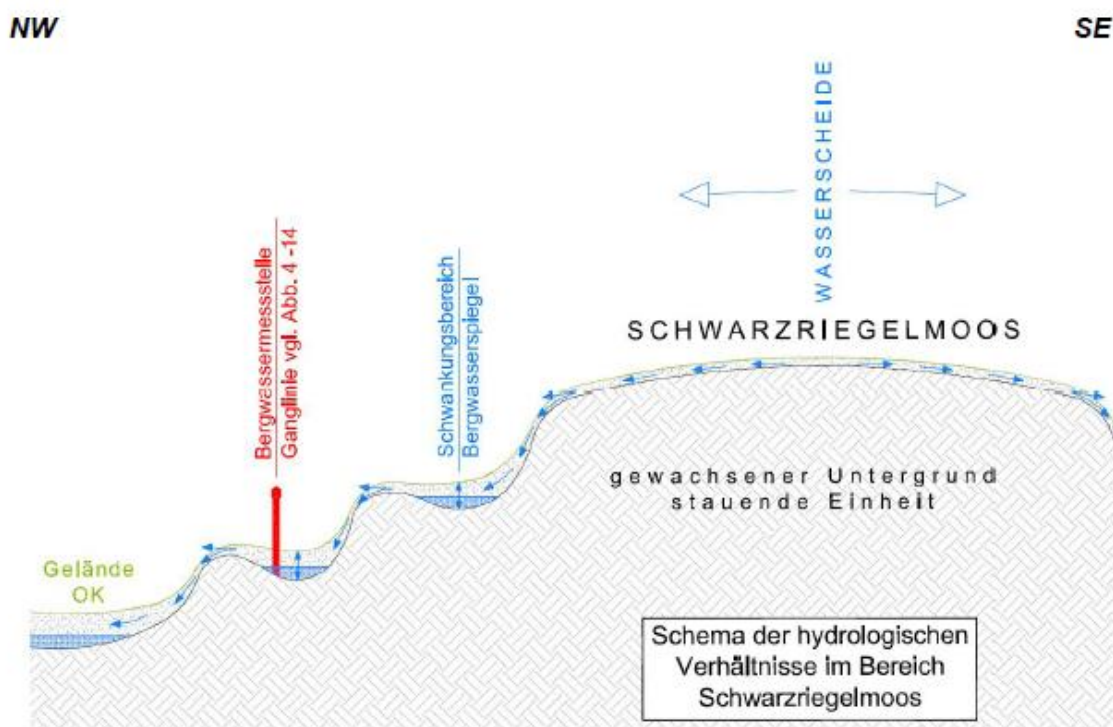 NW
SE
WASSERSCHEIDE
Bergwassermessstelle
Ganglinie vgl. Abb. 4 -14
Schwankungsbereich
Bergwasserspiegel
SCHWARZRIEGELMOOS
gewachsener Untergrund
stauende Einheit
Gelände
OK
Schema der hydrologischen
Verhältnisse im Bereich
Schwarzriegelmoos